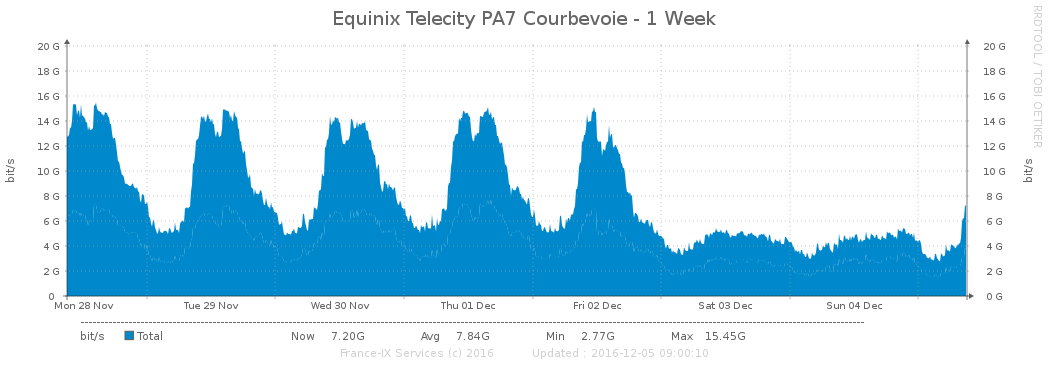 Equinix Telecity PA7 Courbevoie - 1 Week
RRDTOOL / TOBI OETIKER
bit/s
20 G 20 G
18 G 18 G
16 G 16 G
14 G 14 G
12 G 12 G
10 G 10 G
8 G 8 G
6 G 6 G
4 G 4 G
2 G 2 G
0 0 G
bit/s
Mon 28 Nov Tue 29 Nov Wed 30 Nov Thu 01 Dec Fri 02 Dec Sat 03 Dec Sun 04 Dec
bit/s Total Now 7.20G Avg 7.84G Min 2.77G Max 15.45G
France-IX Services (c) 2016 Updated : 2016-12-05 09:00:10